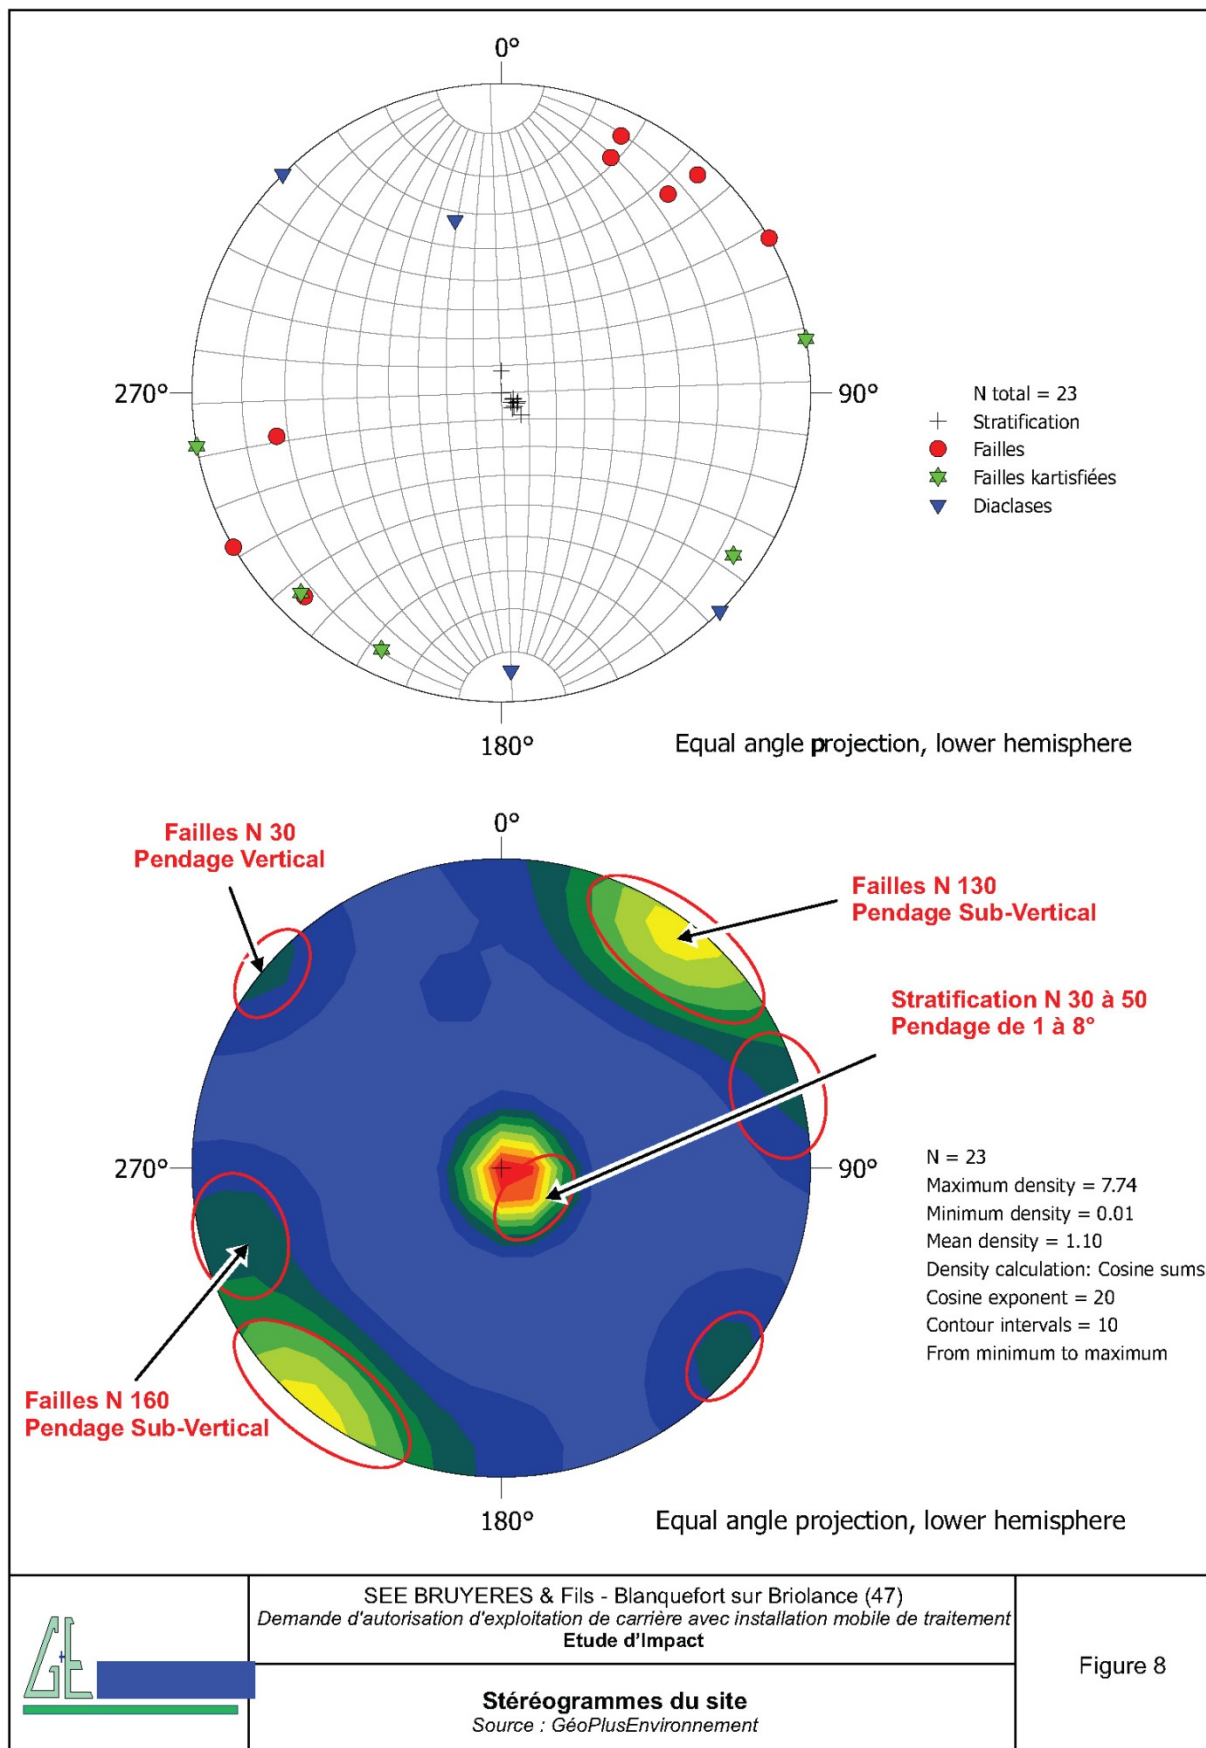 0°
270°
90°
180°
N total = 23
Stratification
Failles
Failles kartisfiées
Diaclases
Equal angle projection, lower hemisphere
Failles N 30
Pendage Vertical
0°
Failles N 130
Pendage Sub-Vertical
Stratification N 30 à 50
Pendage de 1 à 8°
270°
90°
N = 23
Maximum density = 7.74
Minimum density = 0.01
Mean density = 1.10
Density calculation: Cosine sums
Cosine exponent = 20
Contour intervals = 10
From minimum to maximum
Failles N 160
Pendage Sub-Vertical
180°
Equal angle projection, lower hemisphere
GE
SEE BRUYERES & Fils - Blanquefort sur Briolance (47)
Demande d'autorisation d'exploitation de carrière avec installation mobile de traitement
Etude d'Impact
Stéréogrammes du site
Source : GéoPlusEnvironnement
Figure 8